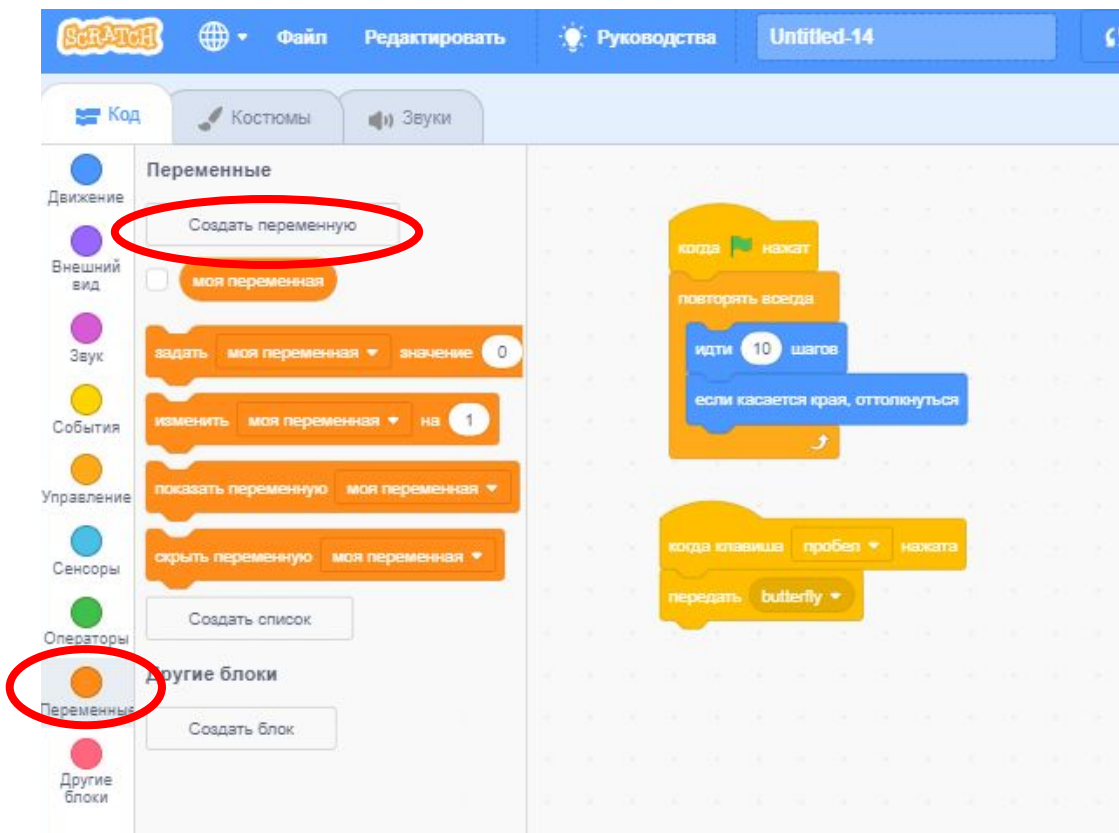 SCRATCH
Файл
Редактировать
Руководства
Untitled-14
Код
Костюмы
Звуки
Движение
Внешний
вид
Звук
События
Управление
Сенсоры
Операторы
Переменные
Другие
блоки
Переменные
Создать переменную
моя переменная
задать моя переменная значение 0
изменить моя переменная на 1
показать переменную моя переменная
скрыть переменную моя переменная
Создать список
Другие блоки
Создать блок
когда нажат
повторять всегда
идти 10 шагов
если касается края, оттолкнуться
когда клавиша пробел нажата
передать butterfly